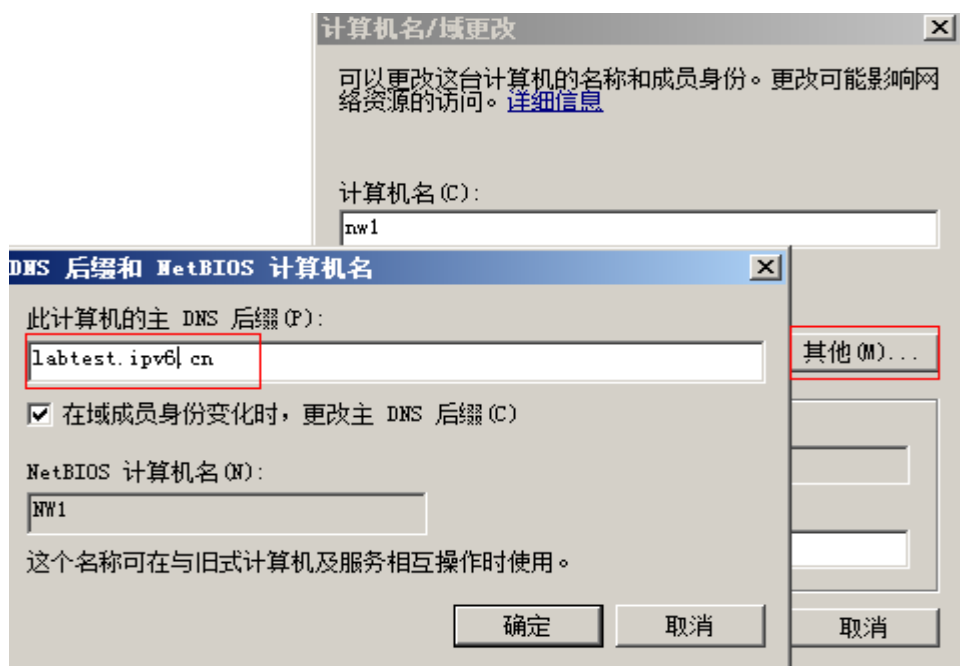 计算机名/域更改
可以更改这台计算机的名称和成员身份。更改可能影响网
络资源的访问。详细信息
计算机名(C):
nw1
DNS 后缀和 NetBIOS 计算机名
此计算机的主 DNS 后缀(P):
labtest.ipv6.cn
其他(M)...
在域成员身份变化时，更改主 DNS 后缀(C)
NetBIOS 计算机名(N):
NW1
这个名称可在与旧式计算机及服务相互操作时使用。
确定
取消
取消